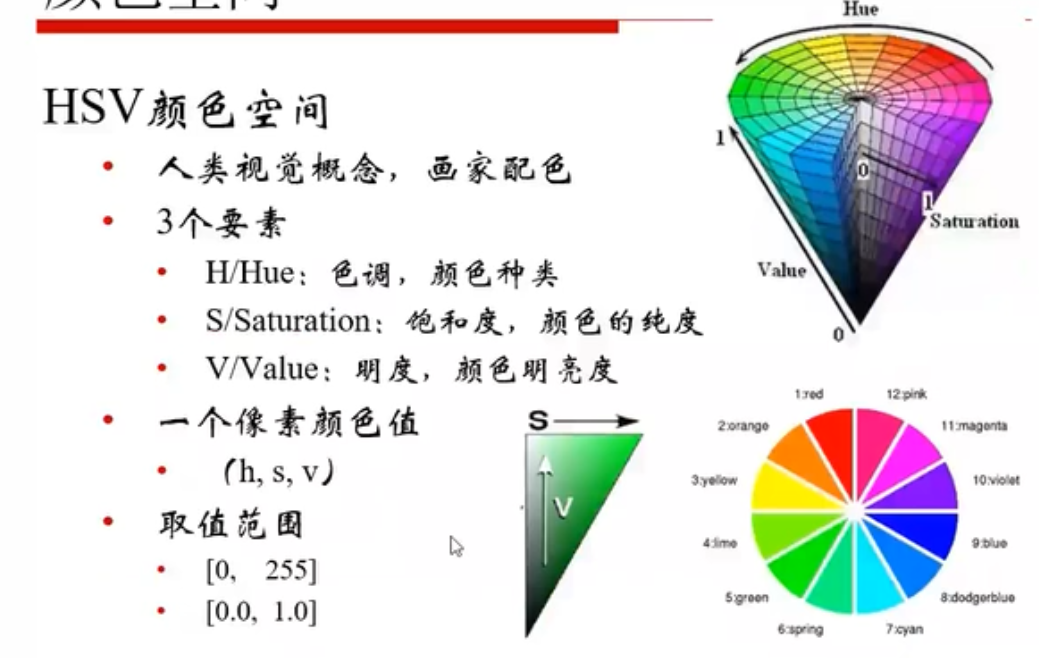 颜色空间
HSV颜色空间
• 人类视觉概念，画家配色
• 3个要素
• H/Hue：色调，颜色种类
• S/Saturation：饱和度，颜色的纯度
• V/Value：明度，颜色明亮度
• 一个像素颜色值
• （h, s, v）
• 取值范围
• [0, 255]
• [0.0, 1.0]
Hue
1
0
1
Saturation
Value
0
S
V
1:red
12:pink
2:orange
11:magenta
3:yellow
10:violet
4:lime
9:blue
5:green
8:dodgerblue
6:spring
7:cyan